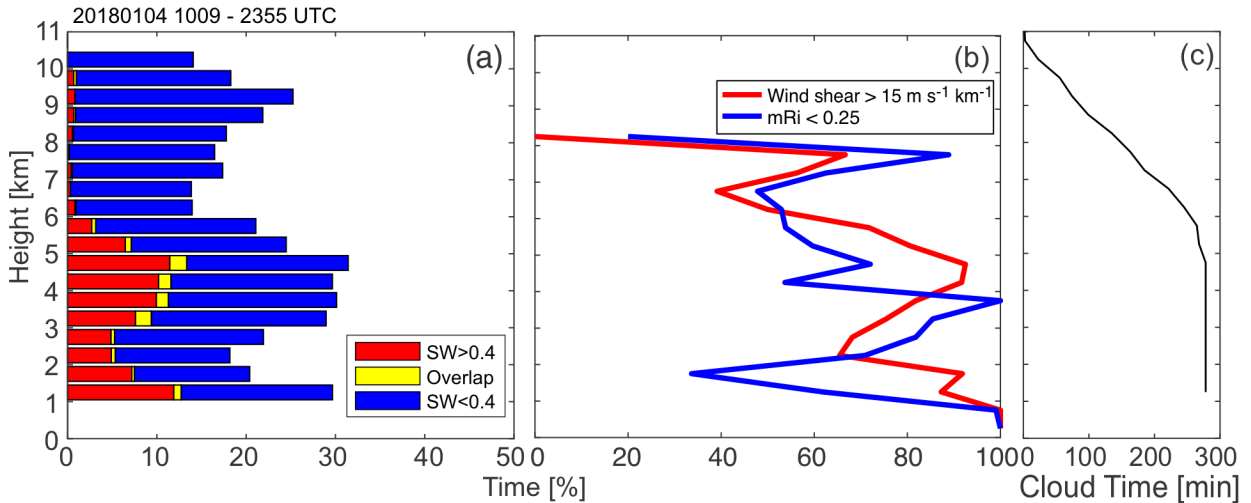 20180104 1009 - 2355 UTC
(a)
(b)
(c)
Height [km]
11
10
9
8
7
6
5
4
3
2
1
0
SW>0.4
Overlap
SW<0.4
Wind shear > 15 m s⁻¹ km⁻¹
mRi < 0.25
0 10 20 30 40 50
0 20 40 60 80 100
0 100 200 300
Time [%]
Cloud Time [min]